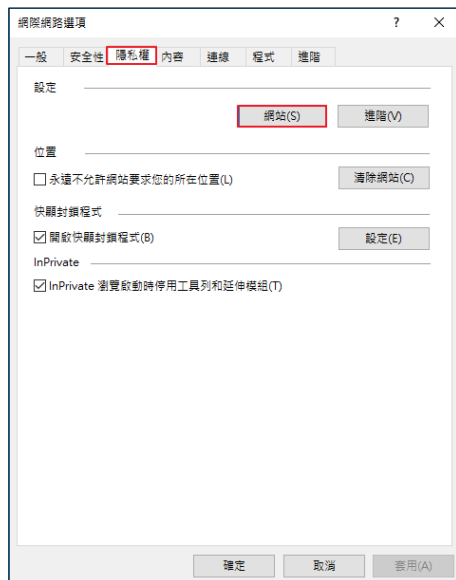 網際網路選項 ? ✕
一般 安全性 隱私權 內容 連線 程式 進階
設定
網站(S) 進階(V)
位置
永遠不允許網站要求您的所在位置(L) 清除網站(C)
快顯封鎖程式
開啟快顯封鎖程式(B) 設定(E)
InPrivate
InPrivate 瀏覽啟動時停用工具列和延伸模組(T)
確定 取消 套用(A)